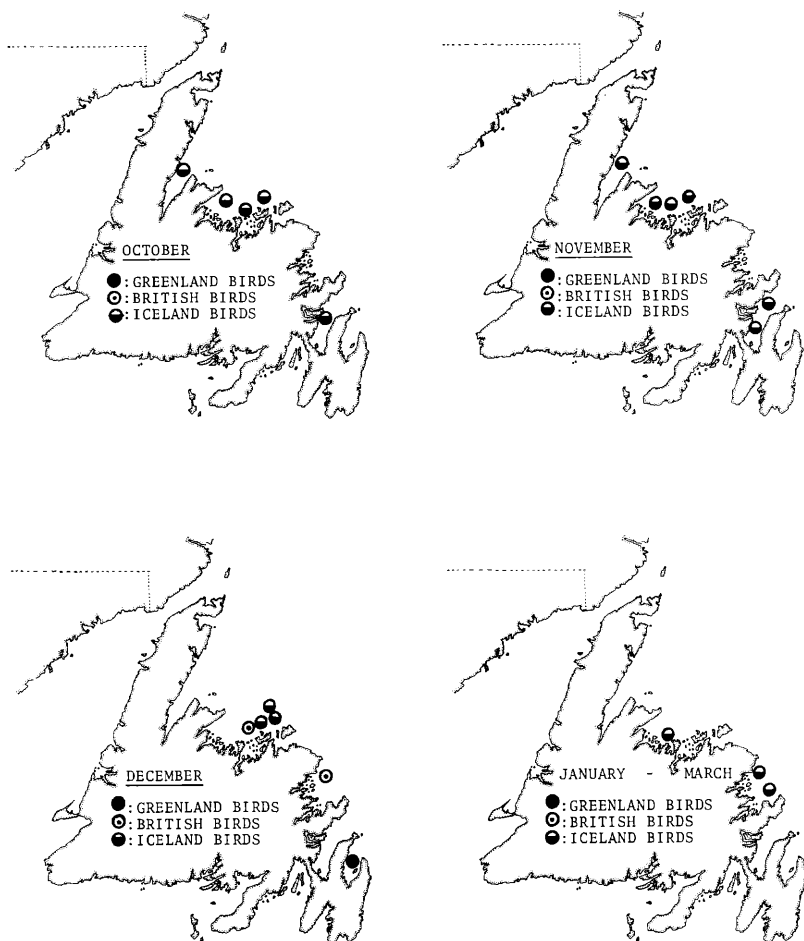 OCTOBER
: GREENLAND BIRDS
: BRITISH BIRDS
: ICELAND BIRDS
NOVEMBER
: GREENLAND BIRDS
: BRITISH BIRDS
: ICELAND BIRDS
DECEMBER
: GREENLAND BIRDS
: BRITISH BIRDS
: ICELAND BIRDS
JANUARY - MARCH
: GREENLAND BIRDS
: BRITISH BIRDS
: ICELAND BIRDS